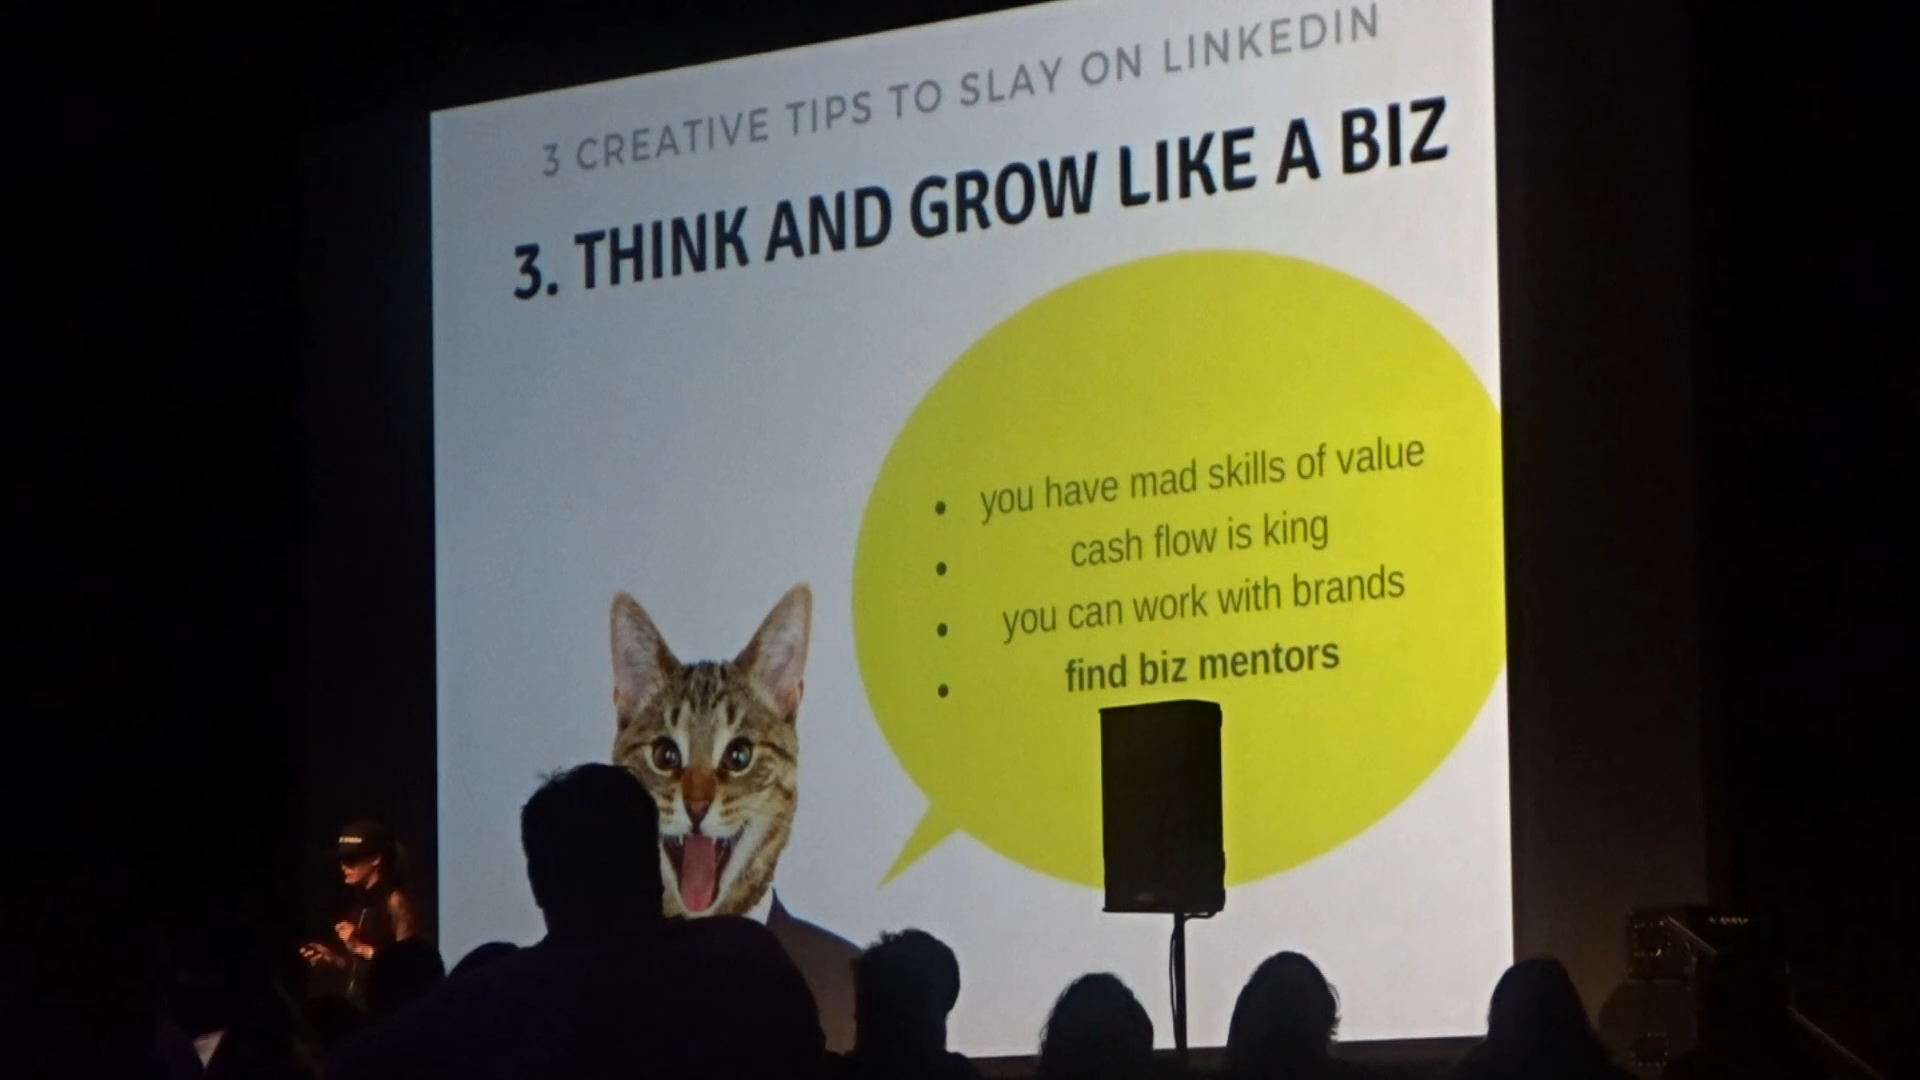 3 CREATIVE TIPS TO SLAY ON LINKEDIN
3. THINK AND GROW LIKE A BIZ
• you have mad skills of value
• cash flow is king
• you can work with brands
• find biz mentors